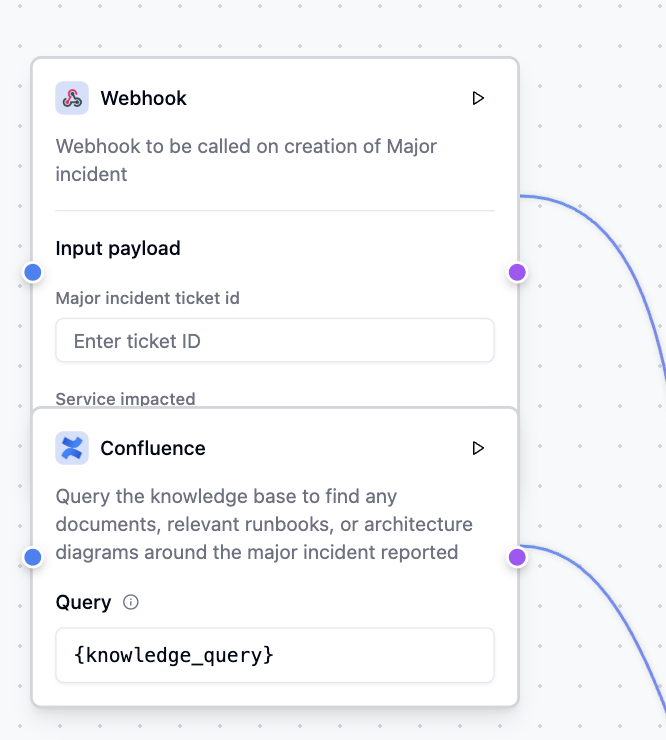 Webhook
Webhook to be called on creation of Major
incident
Input payload
Major incident ticket id
Enter ticket ID
Service impacted
Confluence
Query the knowledge base to find any
documents, relevant runbooks, or architecture
diagrams around the major incident reported
Query
{knowledge_query}